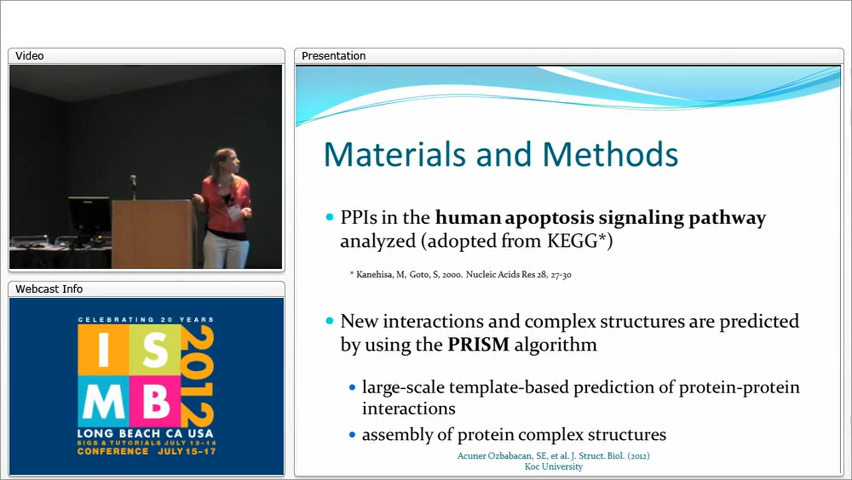 Video
Presentation
Materials and Methods
PPIs in the human apoptosis signaling pathway
analyzed (adopted from KEGG*)
* Kanehisa, M, Goto, S, 2000. Nucleic Acids Res 28, 27-30
New interactions and complex structures are predicted
by using the PRISM algorithm
large-scale template-based prediction of protein-protein
interactions
assembly of protein complex structures
Acuner Ozbabacan, SE, et al. J. Struct. Biol. (2012)
Koc University
Webcast Info
CELEBRATING 20 YEARS
IS
MB
2012
LONG BEACH CA USA
SIGS & TUTORIALS JULY 13-14
CONFERENCE JULY 15-17